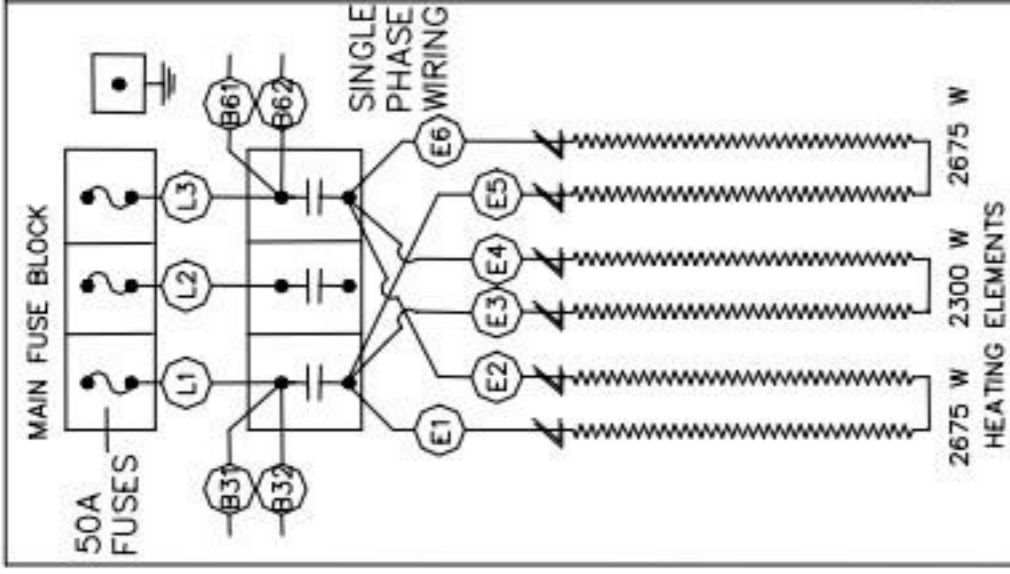 MAIN FUSE BLOCK
50A
FUSES
L1
L2
L3
B31
B32
B61
B62
SINGLE
PHASE
WIRING
E1
E2
E3
E4
E5
E6
2675 W
2300 W
2675 W
HEATING ELEMENTS